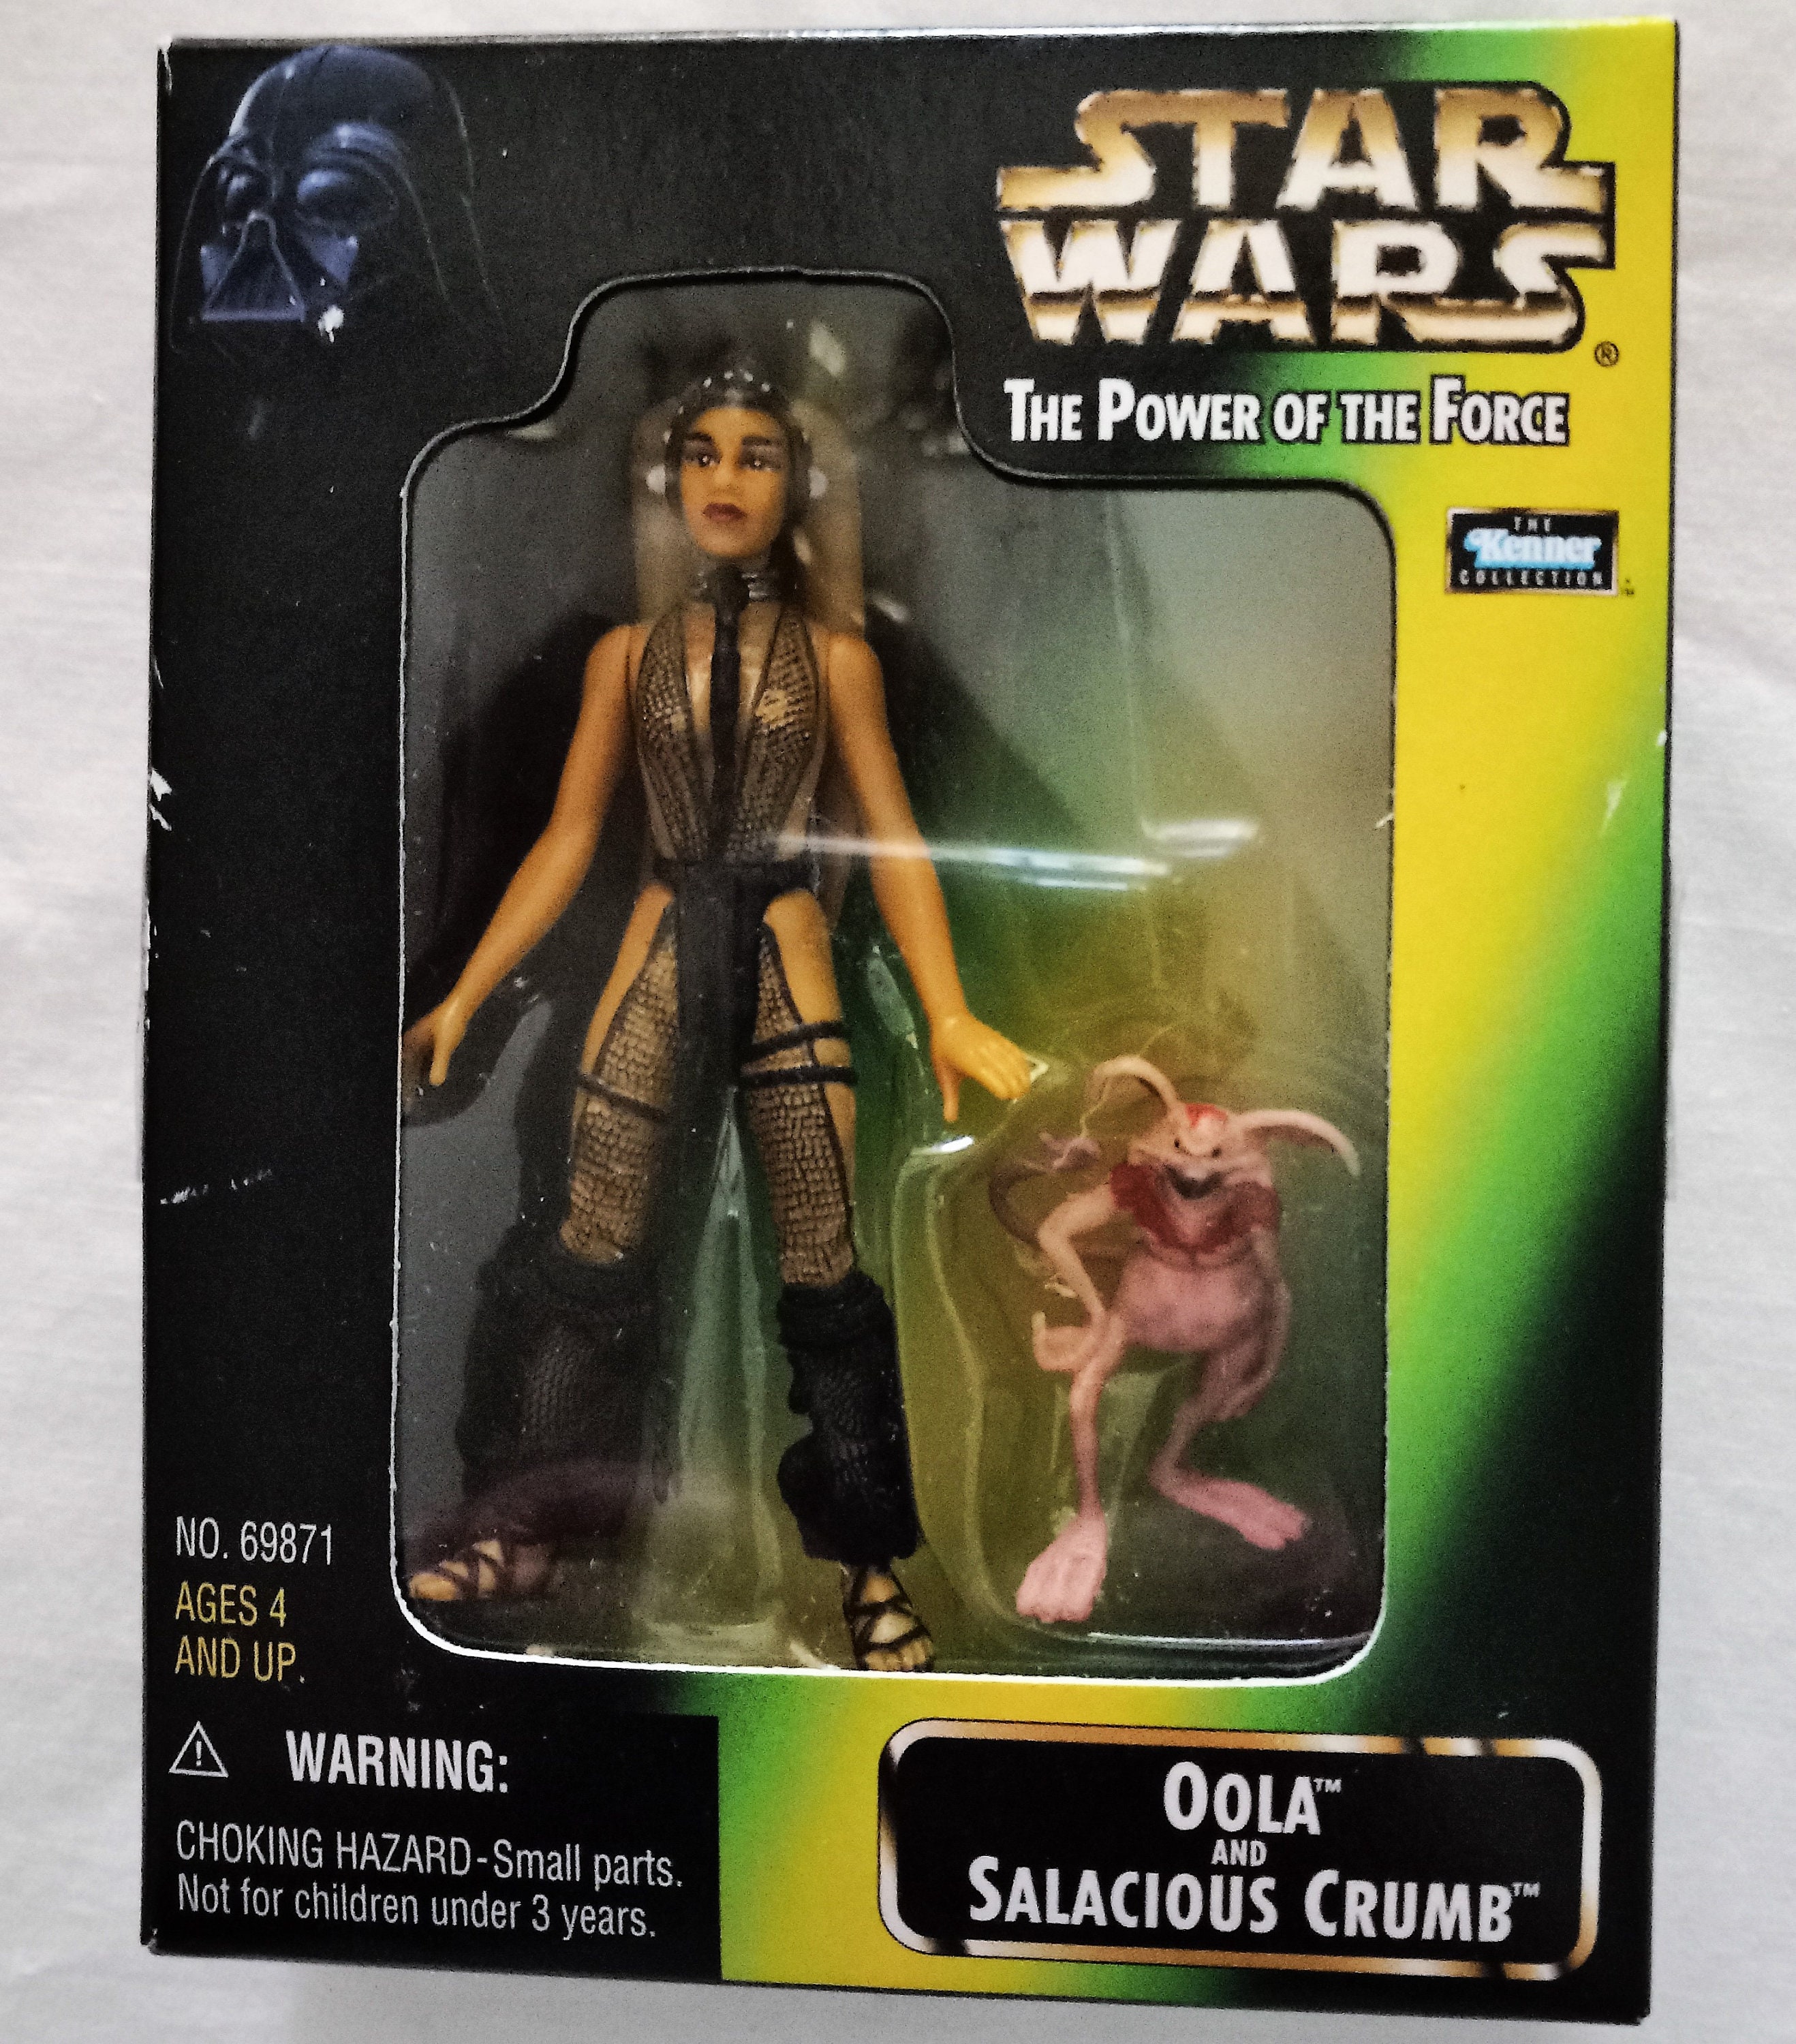 STAR
WARS®
THE POWER OF THE FORCE
THE
Kenner
COLLECTION™
NO. 69871
AGES 4
AND UP.
WARNING:
CHOKING HAZARD-Small parts.
Not for children under 3 years.
OOLA™
AND
SALACIOUS CRUMB™